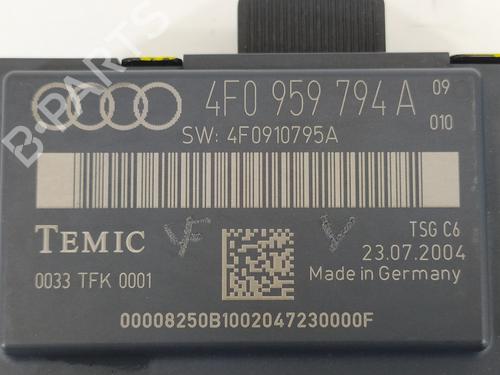 4F0 959 794 A 09
010
SW: 4F0910795A
TEMIC
TSG C6
23.07.2004
0033 TFK 0001
Made in Germany
00008250B1002047230000F
B-PARTS